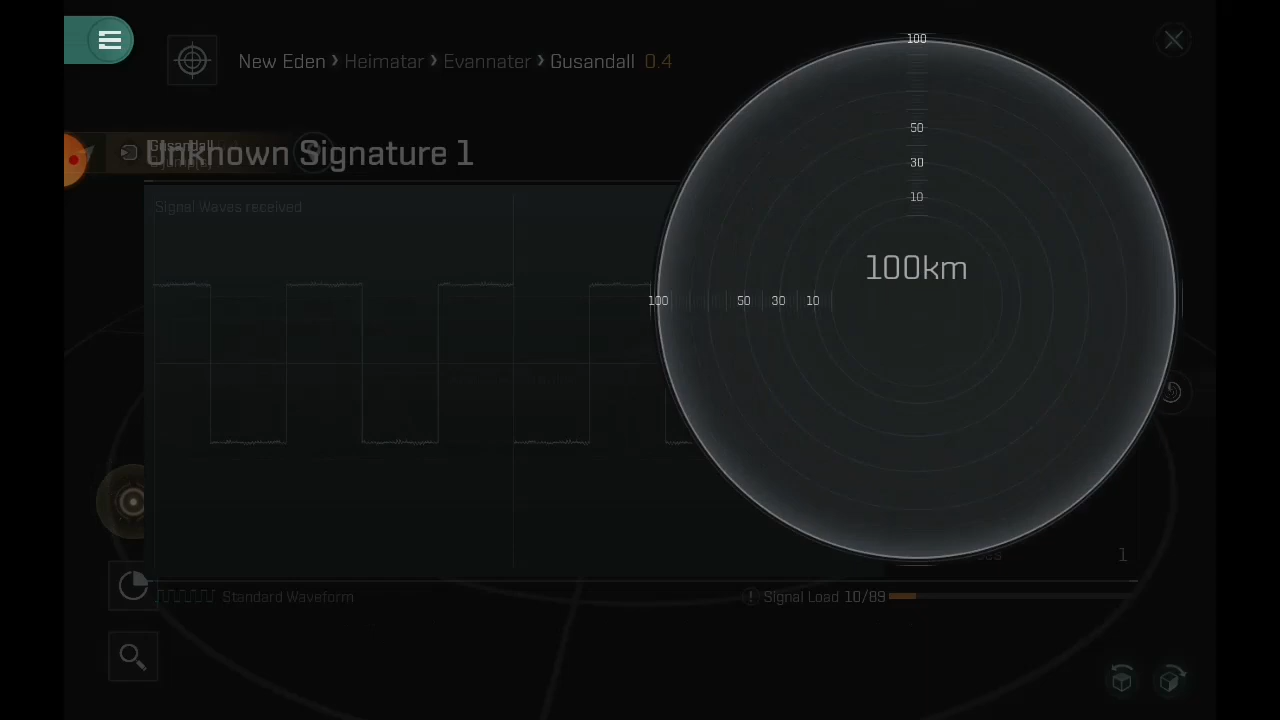 New Eden › Heimatar › Evannater › Gusandall 0.4
Gusandall
Unknown Signature 1
Signal Waves received
100
50
30
10
100km
100 50 30 10
1
Standard Waveform
! Signal Load 10/89